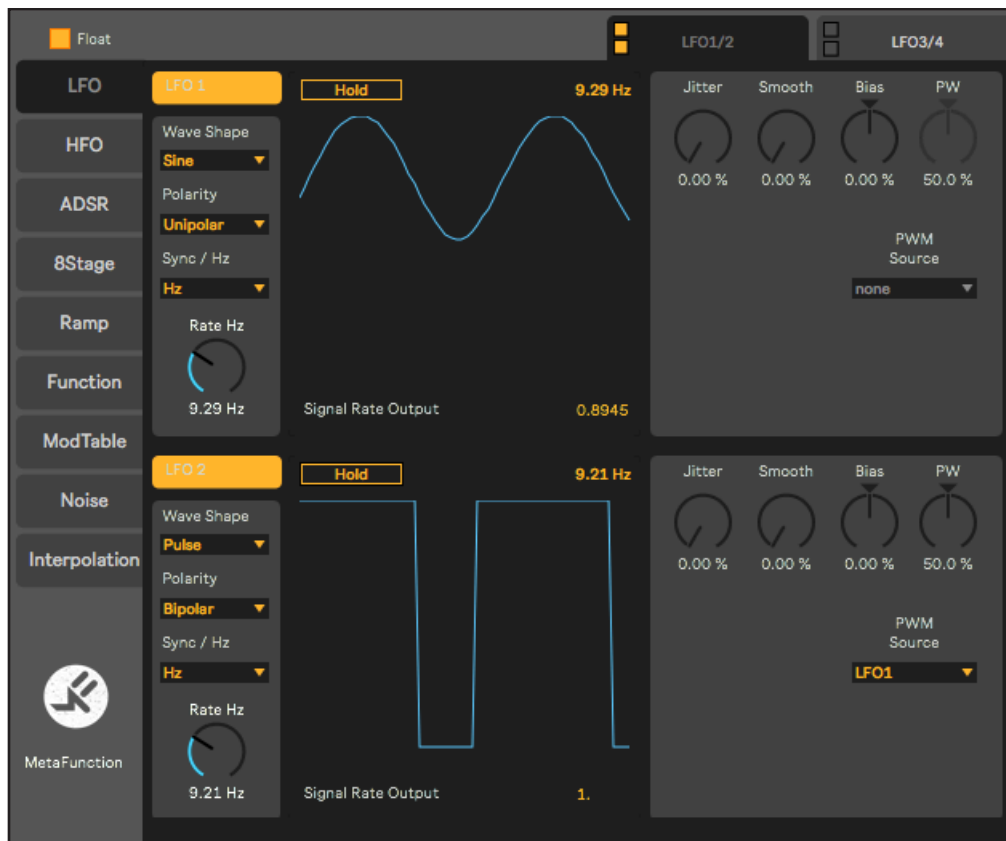 Float
LFO1/2
LFO3/4
LFO
HFO
ADSR
8Stage
Ramp
Function
ModTable
Noise
Interpolation
MetaFunction
LFO 1
Wave Shape
Sine
Polarity
Unipolar
Sync / Hz
Hz
Rate Hz
9.29 Hz
Hold
9.29 Hz
Signal Rate Output
0.8945
Jitter Smooth Bias PW
0.00 % 0.00 % 0.00 % 50.0 %
PWM
Source
none
LFO 2
Wave Shape
Pulse
Polarity
Bipolar
Sync / Hz
Hz
Rate Hz
9.21 Hz
Hold
9.21 Hz
Signal Rate Output
1.
Jitter Smooth Bias PW
0.00 % 0.00 % 0.00 % 50.0 %
PWM
Source
LFO1